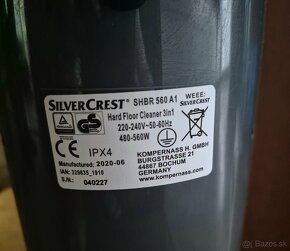 SILVERCREST® SHBR 560 A1
Hard Floor Cleaner 3in1
220-240V~50-60Hz
480-560W
WEEE:
SILVERCREST®
IPX4
Manufactured: 2020-06
IAN: 329835_1910
S.N.:
040227
KOMPERNASS H. GMBH
BURGSTRASSE 21
44867 BOCHUM
GERMANY
www.kompernass.com
bazos.sk